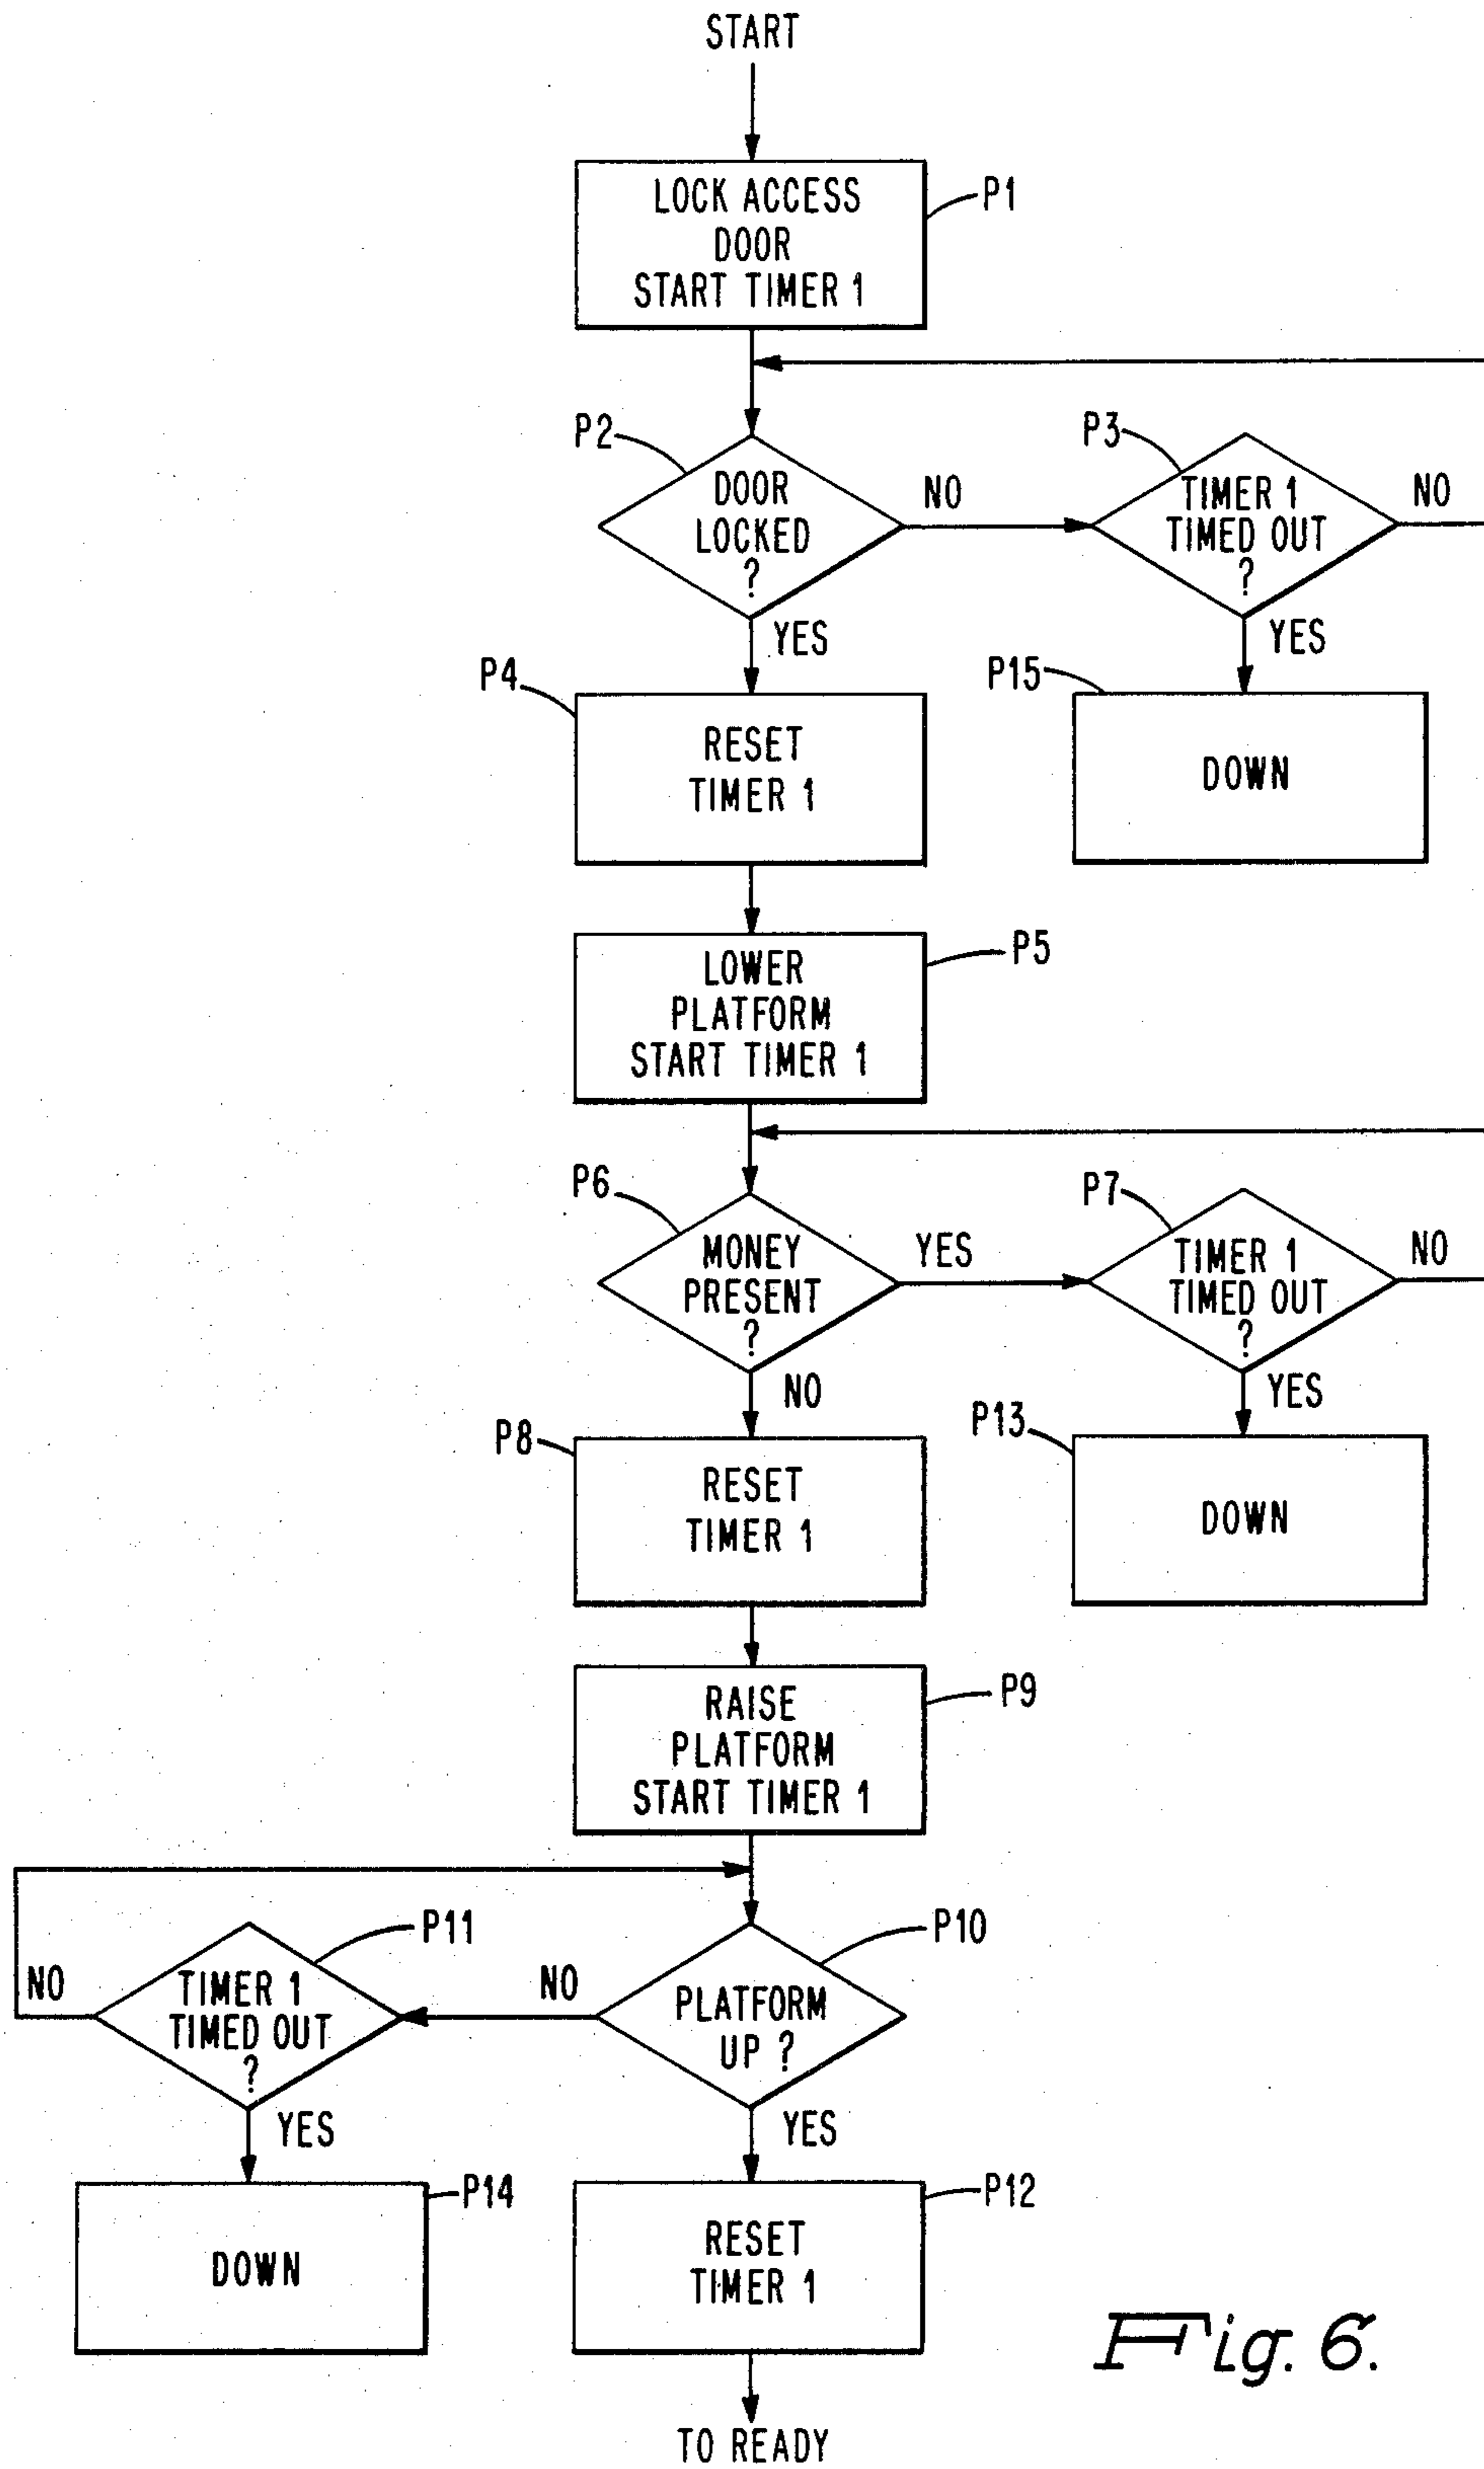 START
LOCK ACCESS
DOOR
START TIMER 1
P1
P2
DOOR
LOCKED
?
NO
YES
P3
TIMER 1
TIMED OUT
?
NO
YES
P4
RESET
TIMER 1
P15
DOWN
LOWER
PLATFORM
START TIMER 1
P5
P6
MONEY
PRESENT
?
YES
NO
P7
TIMER 1
TIMED OUT
?
NO
YES
P8
RESET
TIMER 1
P13
DOWN
RAISE
PLATFORM
START TIMER 1
P9
P11
NO
TIMER 1
TIMED OUT
?
YES
NO
P10
PLATFORM
UP ?
YES
P14
DOWN
P12
RESET
TIMER 1
TO READY
Fig. 6.